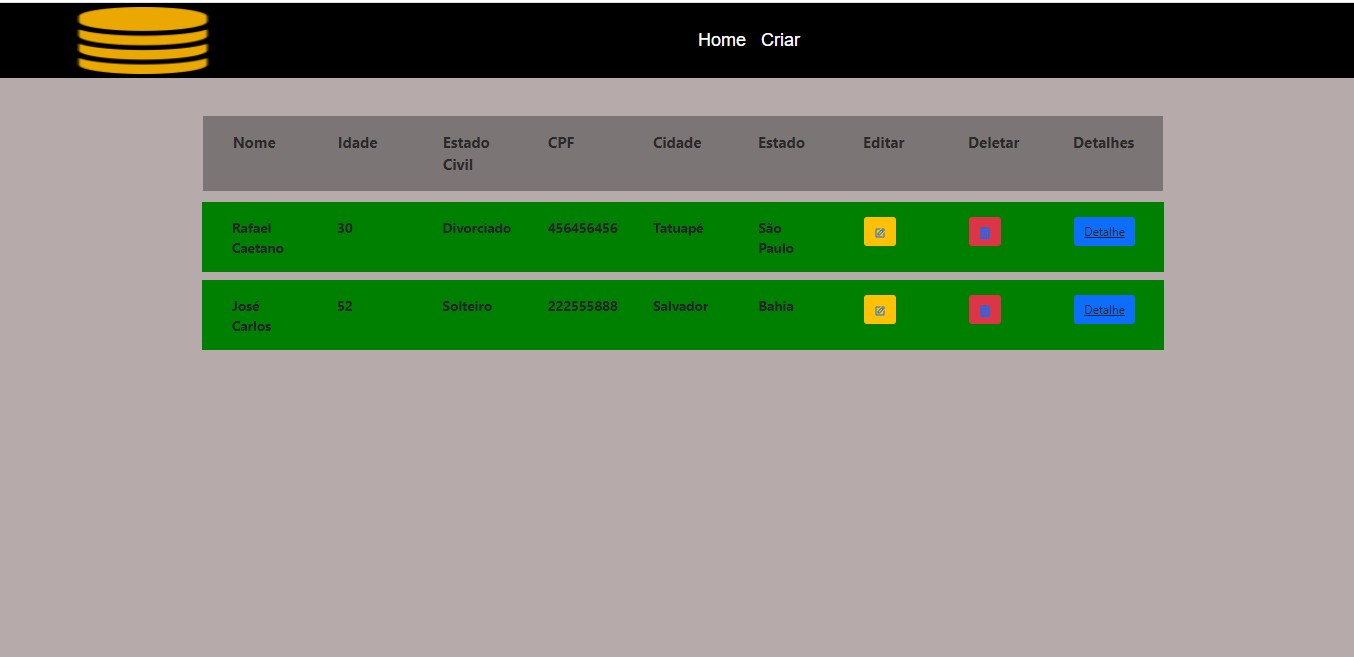 Home Criar
Nome Idade Estado Civil CPF Cidade Estado Editar Deletar Detalhes
Rafael Caetano 30 Divorciado 456456456 Tatuapé São Paulo Detalhe
José Carlos 52 Solteiro 222555888 Salvador Bahia Detalhe